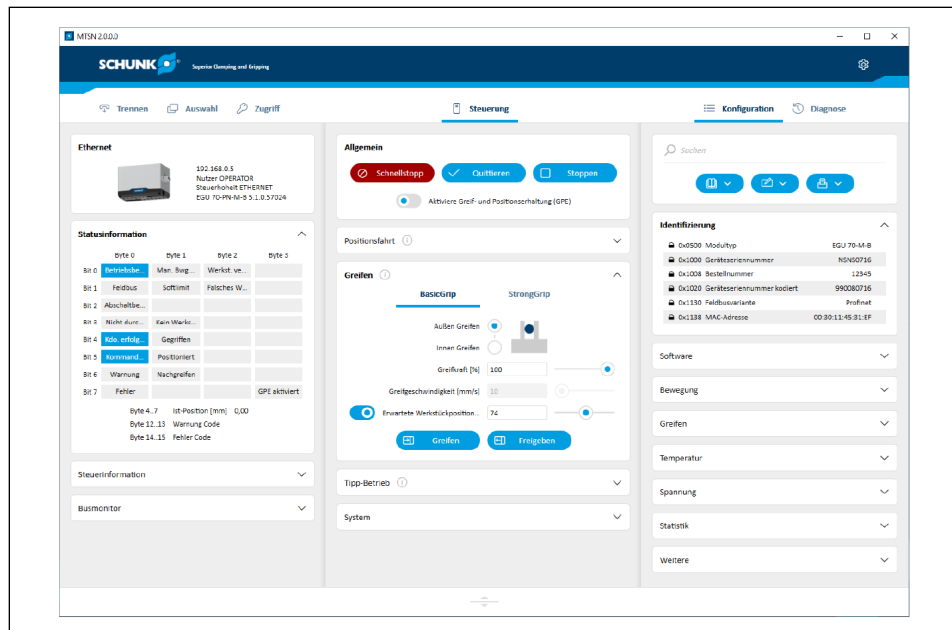 MTSN 2.0.0.0
SCHUNK
Superior Clamping and Gripping
Trennen Auswahl Zugriff
Steuerung
Konfiguration Diagnose
Ethernet
192.168.0.5
Nutzer OPERATOR
Steuerhoheit ETHERNET
EGU 70-PN-M-B 5.1.0.57024
Statusinformation
Byte 0 Byte 1 Byte 2 Byte 3
Bit 0 Betriebsbe... Man. Bwg... Werkst. ve...
Bit 1 Feldbus Softlimit Falsches W...
Bit 2 Abschaltbe...
Bit 3 Nicht durc... Kein Werks...
Bit 4 Kdo. erfolg... Gegriffen
Bit 5 Kommand... Positioniert
Bit 6 Warnung Nachgreifen
Bit 7 Fehler GPE aktiviert
Byte 4..7 Ist-Position [mm] 0,00
Byte 12..13 Warnung Code
Byte 14..15 Fehler Code
Steuerinformation
Busmonitor
Allgemein
Schnellstopp Quittieren Stoppen
Aktiviere Greif- und Positionserhaltung (GPE)
Positionsfahrt
Greifen
BasicGrip StrongGrip
Außen Greifen
Innen Greifen
Greifkraft [%] 100
Greifgeschwindigkeit [mm/s] 10
Erwartete Werkstückposition... 74
Greifen Freigeben
Tipp-Betrieb
System
Suchen
Identifizierung
0x0500 Modultyp EGU 70-M-B
0x1000 Geräteseriennummer NSNS0716
0x1008 Bestellnummer 12345
0x1020 Geräteseriennummer kodiert 990080716
0x1130 Feldbusvariante Profinet
0x1138 MAC-Adresse 00:30:11:45:31:EF
Software
Bewegung
Greifen
Temperatur
Spannung
Statistik
Weitere